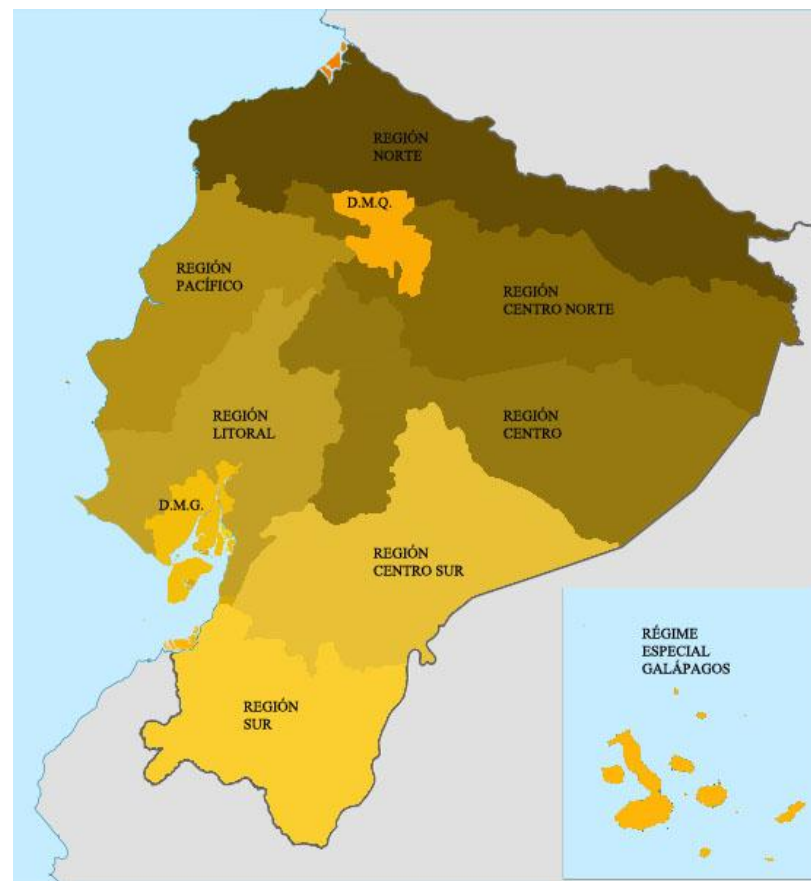 REGIÓN
NORTE
D.M.Q.
REGIÓN
PACÍFICO
REGIÓN
CENTRO NORTE
REGIÓN
LITORAL
REGIÓN
CENTRO
D.M.G.
REGIÓN
CENTRO SUR
RÉGIME
ESPECIAL
GALÁPAGOS
REGIÓN
SUR